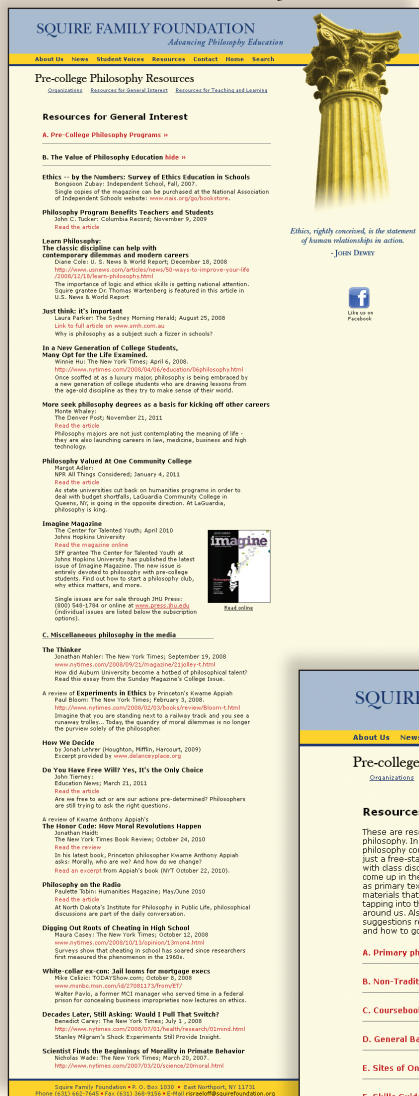 SQUIRE FAMILY FOUNDATION
Advancing Philosophy Education
About Us News Student Voices Resources Contact Home Search
Pre-college Philosophy Resources
Organizations Resources for General Interest Resources for Teaching and Learning
Resources for General Interest
A. Pre-College Philosophy Programs »
B. The Value of Philosophy Education hide »
Ethics -- by the Numbers: Survey of Ethics Education in Schools
Bongsoon Zubay: Independent School, Fall, 2007.
Single copies of the magazine can be purchased at the National Association
of Independent Schools website: www.nais.org/go/bookstore.
Philosophy Program Benefits Teachers and Students
John C. Tucker: Columbia Record; November 9, 2009
Read the article
Learn Philosophy:
The classic discipline can help with
contemporary dilemmas and modern careers
Diane Cole: U. S. News & World Report; December 18, 2008
http://www.usnews.com/articles/news/50-ways-to-improve-your-life
/2008/12/18/learn-philosophy.html
The importance of logic and ethics skills is getting national attention.
Squire grantee Dr. Thomas Wartenberg is featured in this article in
U.S. News & World Report
Just think: it's important
Laura Parker: The Sydney Morning Herald; August 25, 2008
Link to full article on www.smh.com.au
Why is philosophy as a subject such a fizzer in schools?
In a New Generation of College Students,
Many Opt for the Life Examined.
Winnie Hu: The New York Times; April 6, 2008.
http://www.nytimes.com/2008/04/06/education/06philosophy.html
Once scoffed at as a luxury major, philosophy is being embraced by
a new generation of college students who are drawing lessons from
the age-old discipline as they try to make sense of their world.
More seek philosophy degrees as a basis for kicking off other careers
Monte Whaley:
The Denver Post; November 21, 2011
Read the article
Philosophy majors are not just contemplating the meaning of life -
they are also launching careers in law, medicine, business and high
technology.
Philosophy Valued At One Community College
Margot Adler:
NPR All Things Considered; January 4, 2011
Read the article
As state universities cut back on humanities programs in order to
deal with budget shortfalls, LaGuardia Community College in
Queens, NY, is going in the opposite direction. At LaGuardia,
philosophy is king.
Imagine Magazine
The Center for Talented Youth; April 2010
Johns Hopkins University
Read the magazine online
SFF grantee The Center for Talented Youth at
Johns Hopkins University has published the latest
issue of Imagine Magazine. The new issue is
entirely devoted to philosophy with pre-college
students. Find out how to start a philosophy club,
why ethics matters, and more.
Single issues are for sale through JHU Press:
(800) 548-1784 or online at www.press.jhu.edu
(individual issues are listed below the subscription
options).
imagine
Read online
C. Miscellaneous philosophy in the media
The Thinker
Jonathan Mahler: The New York Times; September 19, 2008
www.nytimes.com/2008/09/21/magazine/21jolley-t.html
How did Auburn University become a hotbed of philosophical talent?
Read this essay from the Sunday Magazine's College Issue.
A review of Experiments in Ethics by Princeton's Kwame Appiah
Paul Bloom: The New York Times; February 3, 2008.
http://www.nytimes.com/2008/02/03/books/review/Bloom-t.html
Imagine that you are standing next to a railway track and you see a
runaway trolley... Today, the quandry of moral dilemmas is no longer
the purview solely of the philosopher.
How We Decide
by Jonah Lehrer (Houghton, Mifflin, Harcourt, 2009)
Excerpt provided by www.delanceyplace.org
Do You Have Free Will? Yes, It's the Only Choice
John Tierney:
Education News; March 21, 2011
Read the article
Are we free to act or are our actions pre-determined? Philosophers
are still trying to ask the right questions.
A review of Kwame Anthony Appiah's
The Honor Code: How Moral Revolutions Happen
Jonathan Haidt:
The New York Times Book Review; October 24, 2010
Read the review
In his latest book, Princeton philosopher Kwame Anthony Appiah
asks: Morally, who are we? And how do we change?
Read an excerpt from Appiah's book (NYT October 22, 2010).
Philosophy on the Radio
Paulette Tobin: Humanities Magazine; May/June 2010
Read the article
At North Dakota's Institute for Philosophy in Public Life, philosophical
discussions are part of the daily conversation.
Digging Out Roots of Cheating in High School
Maura Casey: The New York Times; October 12, 2008
www.nytimes.com/2008/10/13/opinion/13mon4.html
Surveys show that cheating in school has soared since researchers
first measured the phenomenon in the 1960s.
White-collar ex-con: Jail looms for mortgage execs
Mike Celizic: TODAYShow.com; October 8, 2008
www.msnbc.msn.com/id/27081173/from/ET/
Walter Pavlo, a former MCI manager who served time in a federal
prison for concealing business improprieties now lectures on ethics.
Decades Later, Still Asking: Would I Pull That Switch?
Benedict Carey: The New York Times; July 1 , 2008
http://www.nytimes.com/2008/07/01/health/research/01mind.html
Stanley Milgram's Shock Experiments Still Provide Insight.
Scientist Finds the Beginnings of Morality in Primate Behavior
Nicholas Wade: The New York Times; March 20, 2007.
http://www.nytimes.com/2007/03/20/science/20moral.html
Squire Family Foundation • P. O. Box 1030 • East Northport, NY 11731
Phone (631) 662-7645 • Fax (631) 368-9156 • E-Mail risraeloff@squirefoundation.org
Ethics, rightly conceived, is the statement
of human relationships in action.
- JOHN DEWEY
Like us on
Facebook
SQUIR
About Us News
Pre-college
Organizations
Resources
These are reso
philosophy. In
philosophy cou
just a free-sta
with class disc
come up in the
as primary tex
materials that
tapping into th
around us. Als
suggestions re
and how to go
A. Primary ph
B. Non-Tradit
C. Coursebool
D. General Ba
E. Sites of On